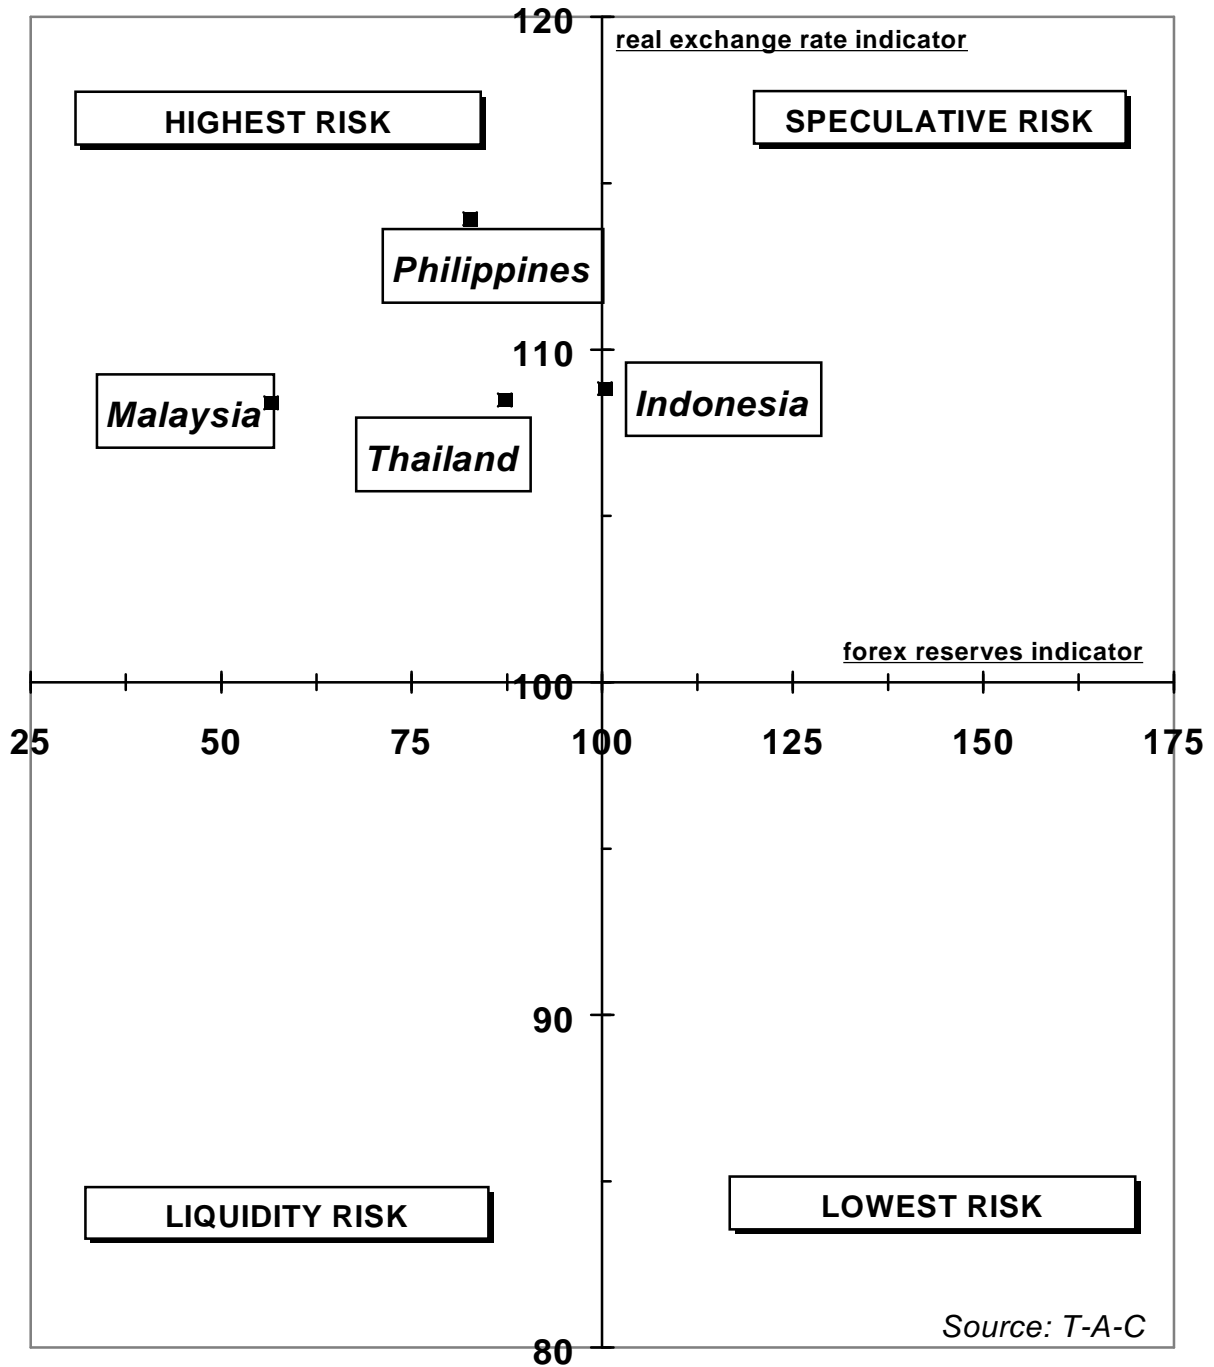 120
real exchange rate indicator
HIGHEST RISK
SPECULATIVE RISK
Philippines
110
Malaysia
Indonesia
Thailand
forex reserves indicator
100
25 50 75 100 125 150 175
90
LIQUIDITY RISK
LOWEST RISK
Source: T-A-C
80